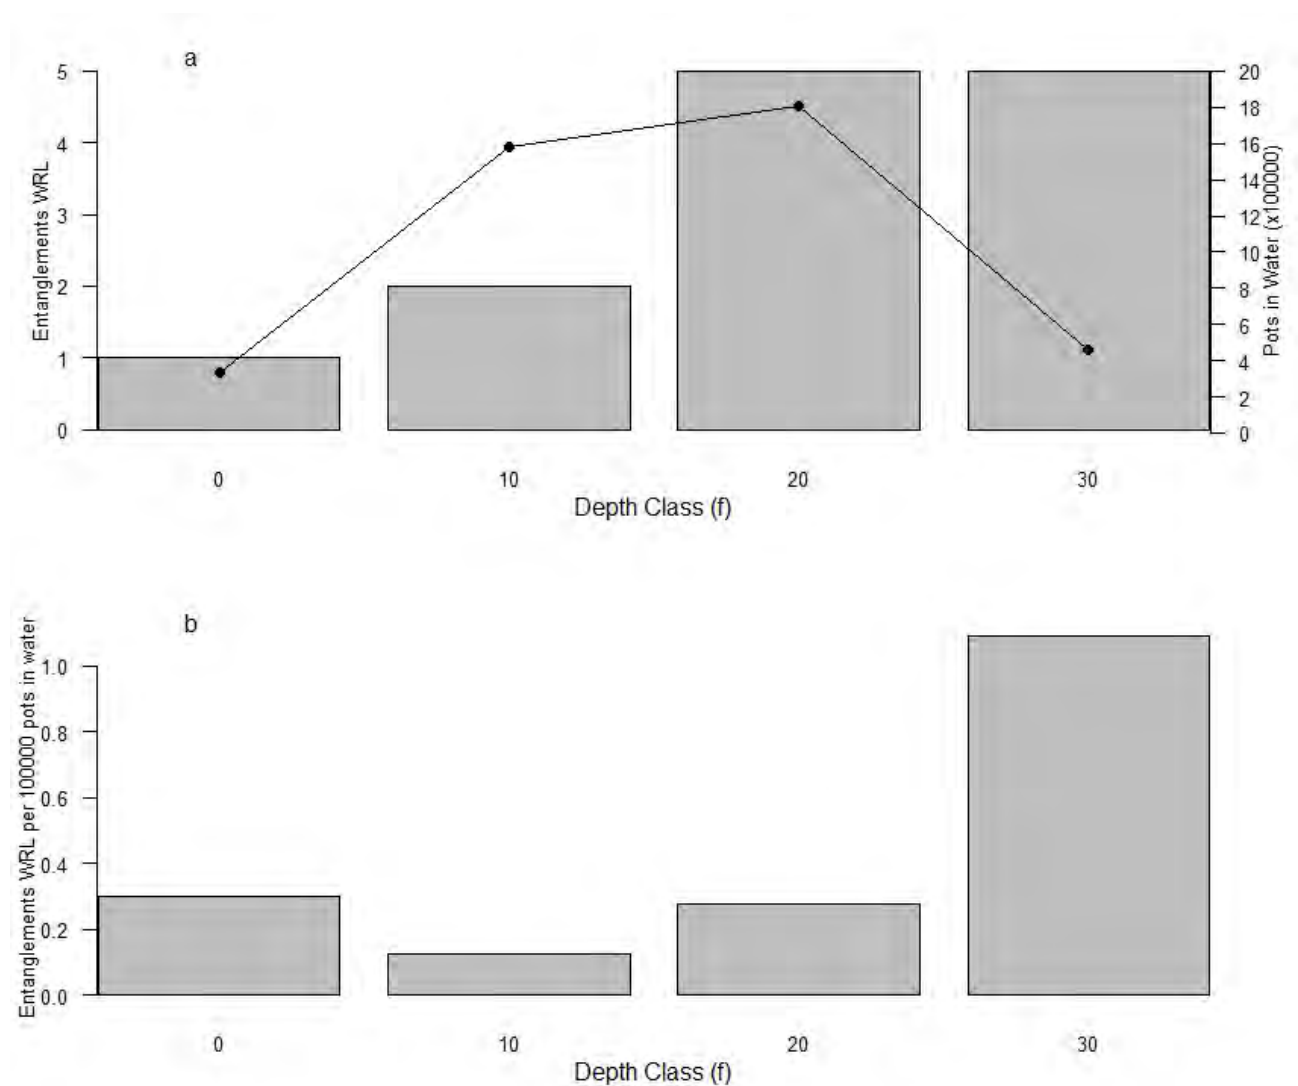 a
Entanglements WRL
5
4
3
2
1
0
20
18
16
14
12
10
8
6
4
2
0
Pots in Water (x100000)
0 10 20 30
Depth Class (f)
b
Entanglements WRL per 100000 pots in water
1.0
0.8
0.6
0.4
0.2
0.0
0 10 20 30
Depth Class (f)